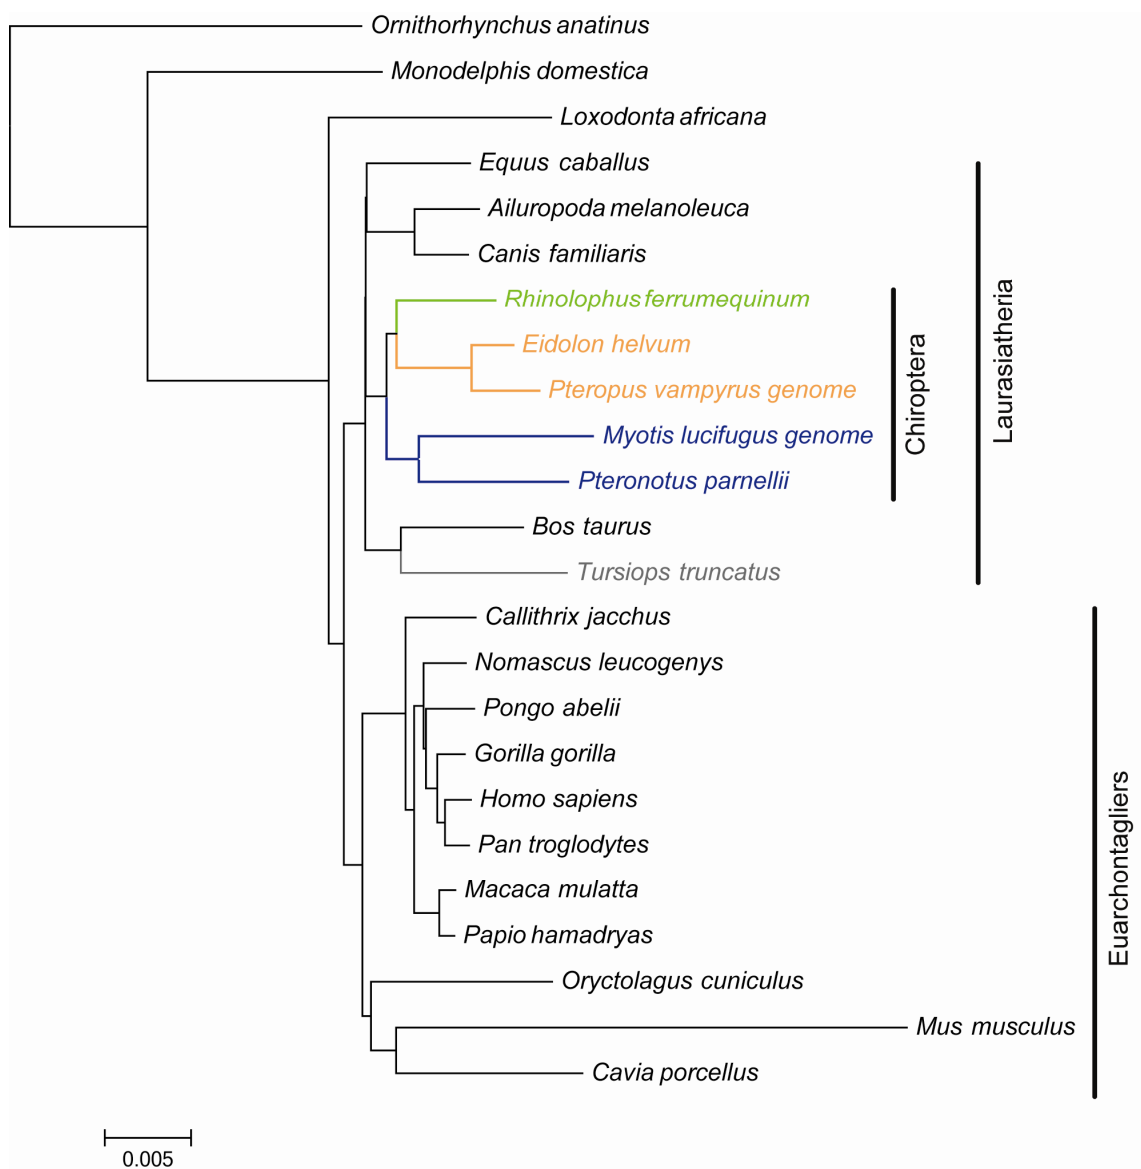 Ornithorhynchus anatinus
Monodelphis domestica
Loxodonta africana
Equus caballus
Ailuropoda melanoleuca
Canis familiaris
Rhinolophus ferrumequinum
Eidolon helvum
Pteropus vampyrus genome
Myotis lucifugus genome
Pteronotus parnellii
Bos taurus
Tursiops truncatus
Callithrix jacchus
Nomascus leucogenys
Pongo abelii
Gorilla gorilla
Homo sapiens
Pan troglodytes
Macaca mulatta
Papio hamadryas
Oryctolagus cuniculus
Mus musculus
Cavia porcellus
Chiroptera
Laurasiatheria
Euarchontagliers
0.005